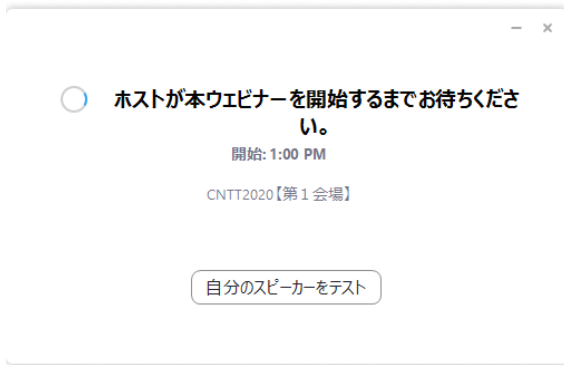 ホストが本ウェビナーを開始するまでお待ちくださ
い。
開始: 1:00 PM
CNTT2020【第１会場】
自分のスピーカーをテスト